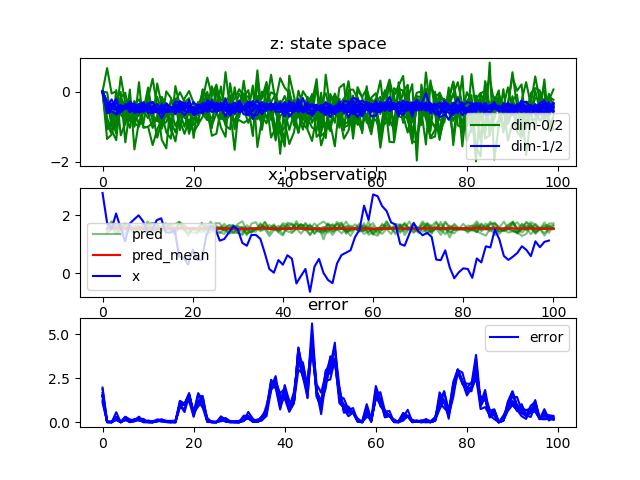 z: state space
0
−2
dim-0/2
dim-1/2
0 20 40 60 80 100
x: observation
2
0
pred
pred_mean
x
0 20 40 60 80 100
error
5.0
2.5
0.0
error
0 20 40 60 80 100